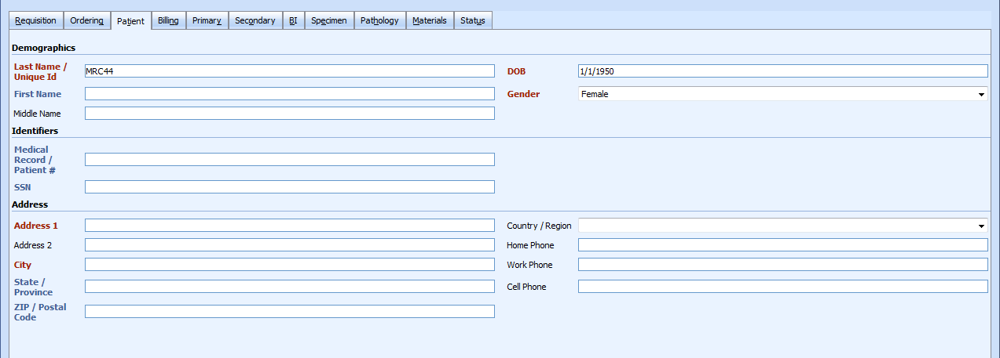 Requisition Ordering Patient Billing Primary Secondary BI Specimen Pathology Materials Status
Demographics
Last Name /
Unique Id
MRC44
DOB
1/1/1950
First Name
Gender
Female
Middle Name
Identifiers
Medical
Record /
Patient #
SSN
Address
Address 1
Country / Region
Address 2
Home Phone
City
Work Phone
State /
Province
Cell Phone
ZIP / Postal
Code